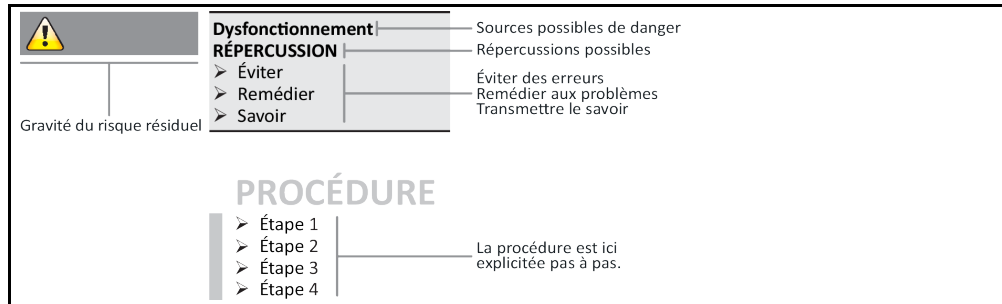 Dysfonctionnement
Sources possibles de danger
RÉPERCUSSION
Répercussions possibles
➢ Éviter
➢ Remédier
➢ Savoir
Éviter des erreurs
Remédier aux problèmes
Transmettre le savoir
Gravité du risque résiduel
PROCÉDURE
➢ Étape 1
➢ Étape 2
➢ Étape 3
➢ Étape 4
La procédure est ici
explicitée pas à pas.